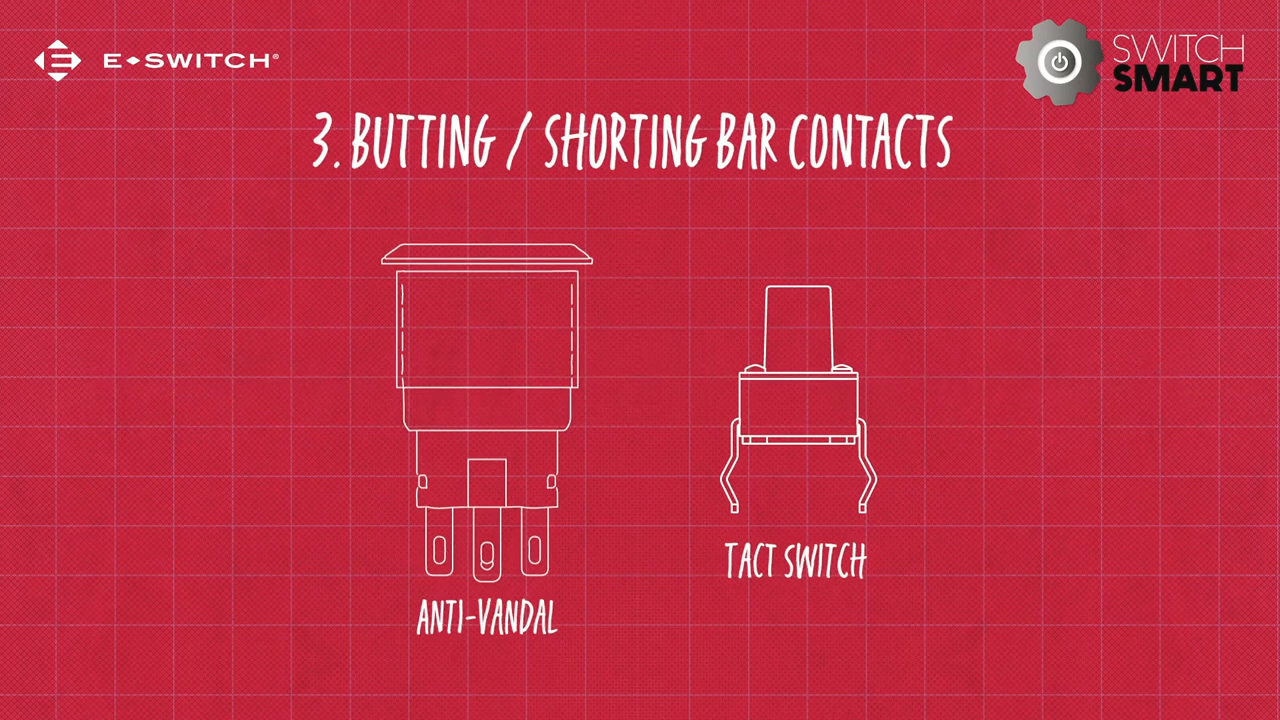 E SWITCH®
SWITCH
SMART
3. BUTTING / SHORTING BAR CONTACTS
TACT SWITCH
ANTI-VANDAL